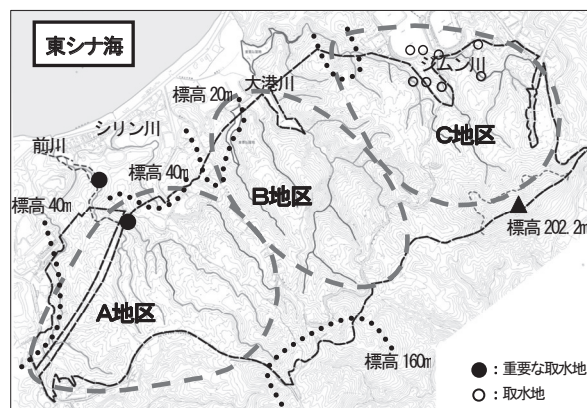 東シナ海
ジムン川
大港川
標高 20m
シリン川
C地区
前川
標高 40m
B地区
標高 40m
標高 202.2m
A地区
標高 160m
●：重要な取水地
○：取水地